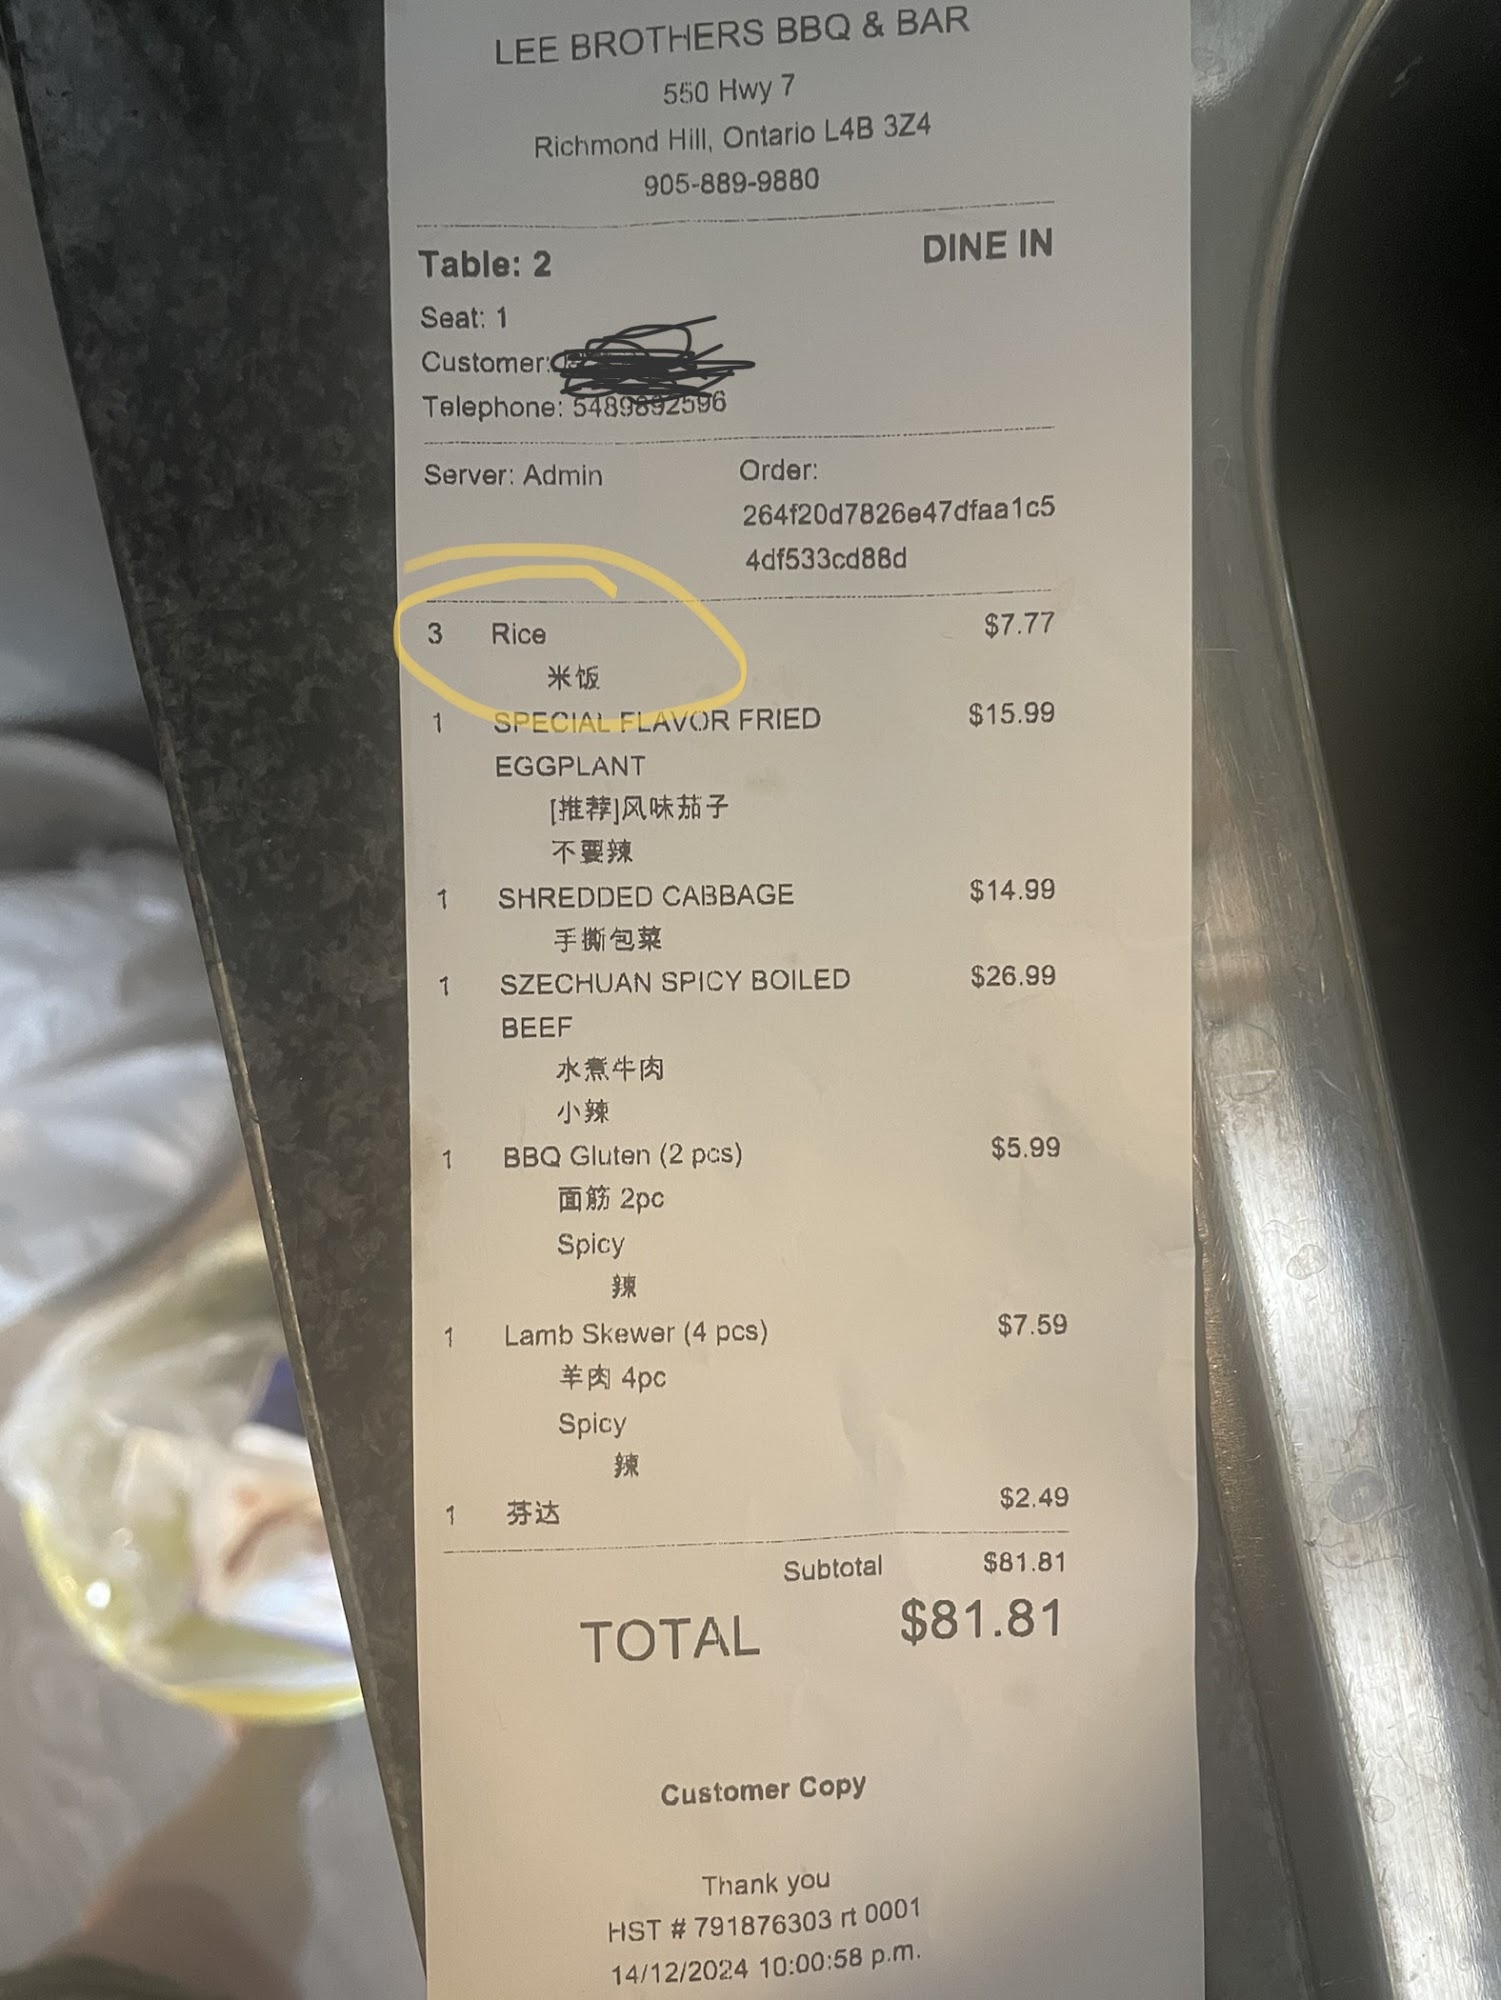 LEE BROTHERS BBQ & BAR
550 Hwy 7
Richmond Hill, Ontario L4B 3Z4
905-889-9880
Table: 2 DINE IN
Seat: 1
Customer:
Telephone: 5489892596
Server: Admin Order:
264f20d7826e47dfaa1c5
4df533cd88d
3 Rice $7.77
米饭
1 SPECIAL FLAVOR FRIED $15.99
EGGPLANT
[推荐]风味茄子
不要辣
1 SHREDDED CABBAGE $14.99
手撕包菜
1 SZECHUAN SPICY BOILED $26.99
BEEF
水煮牛肉
小辣
1 BBQ Gluten (2 pcs) $5.99
面筋 2pc
Spicy
辣
1 Lamb Skewer (4 pcs) $7.59
羊肉 4pc
Spicy
辣
1 芬达 $2.49
Subtotal $81.81
TOTAL $81.81
Customer Copy
Thank you
HST # 791876303 rt 0001
14/12/2024 10:00:58 p.m.